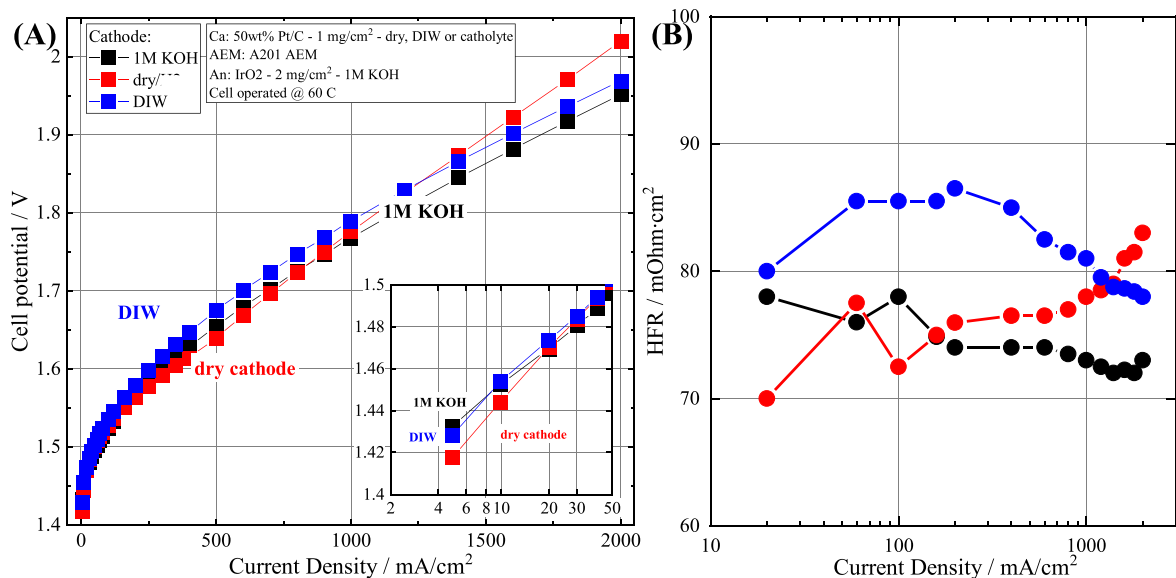 (A)
Cathode:
1M KOH
dry/
DIW
Ca: 50wt% Pt/C - 1 mg/cm² - dry, DIW or catholyte
AEM: A201 AEM
An: IrO2 - 2 mg/cm² - 1M KOH
Cell operated @ 60 C
2
1.9
1.8
1.7
1.6
1.5
1.4
Cell potential / V
1M KOH
DIW
dry cathode
1.5
1.48
1.46
1.44
1.42
1.4
1M KOH
DIW
dry cathode
2 4 6 8 10 20 30 50
0 500 1000 1500 2000
Current Density / mA/cm²
(B)
100
90
80
70
60
HFR / mOhm·cm²
10 100 1000
Current Density / mA/cm²